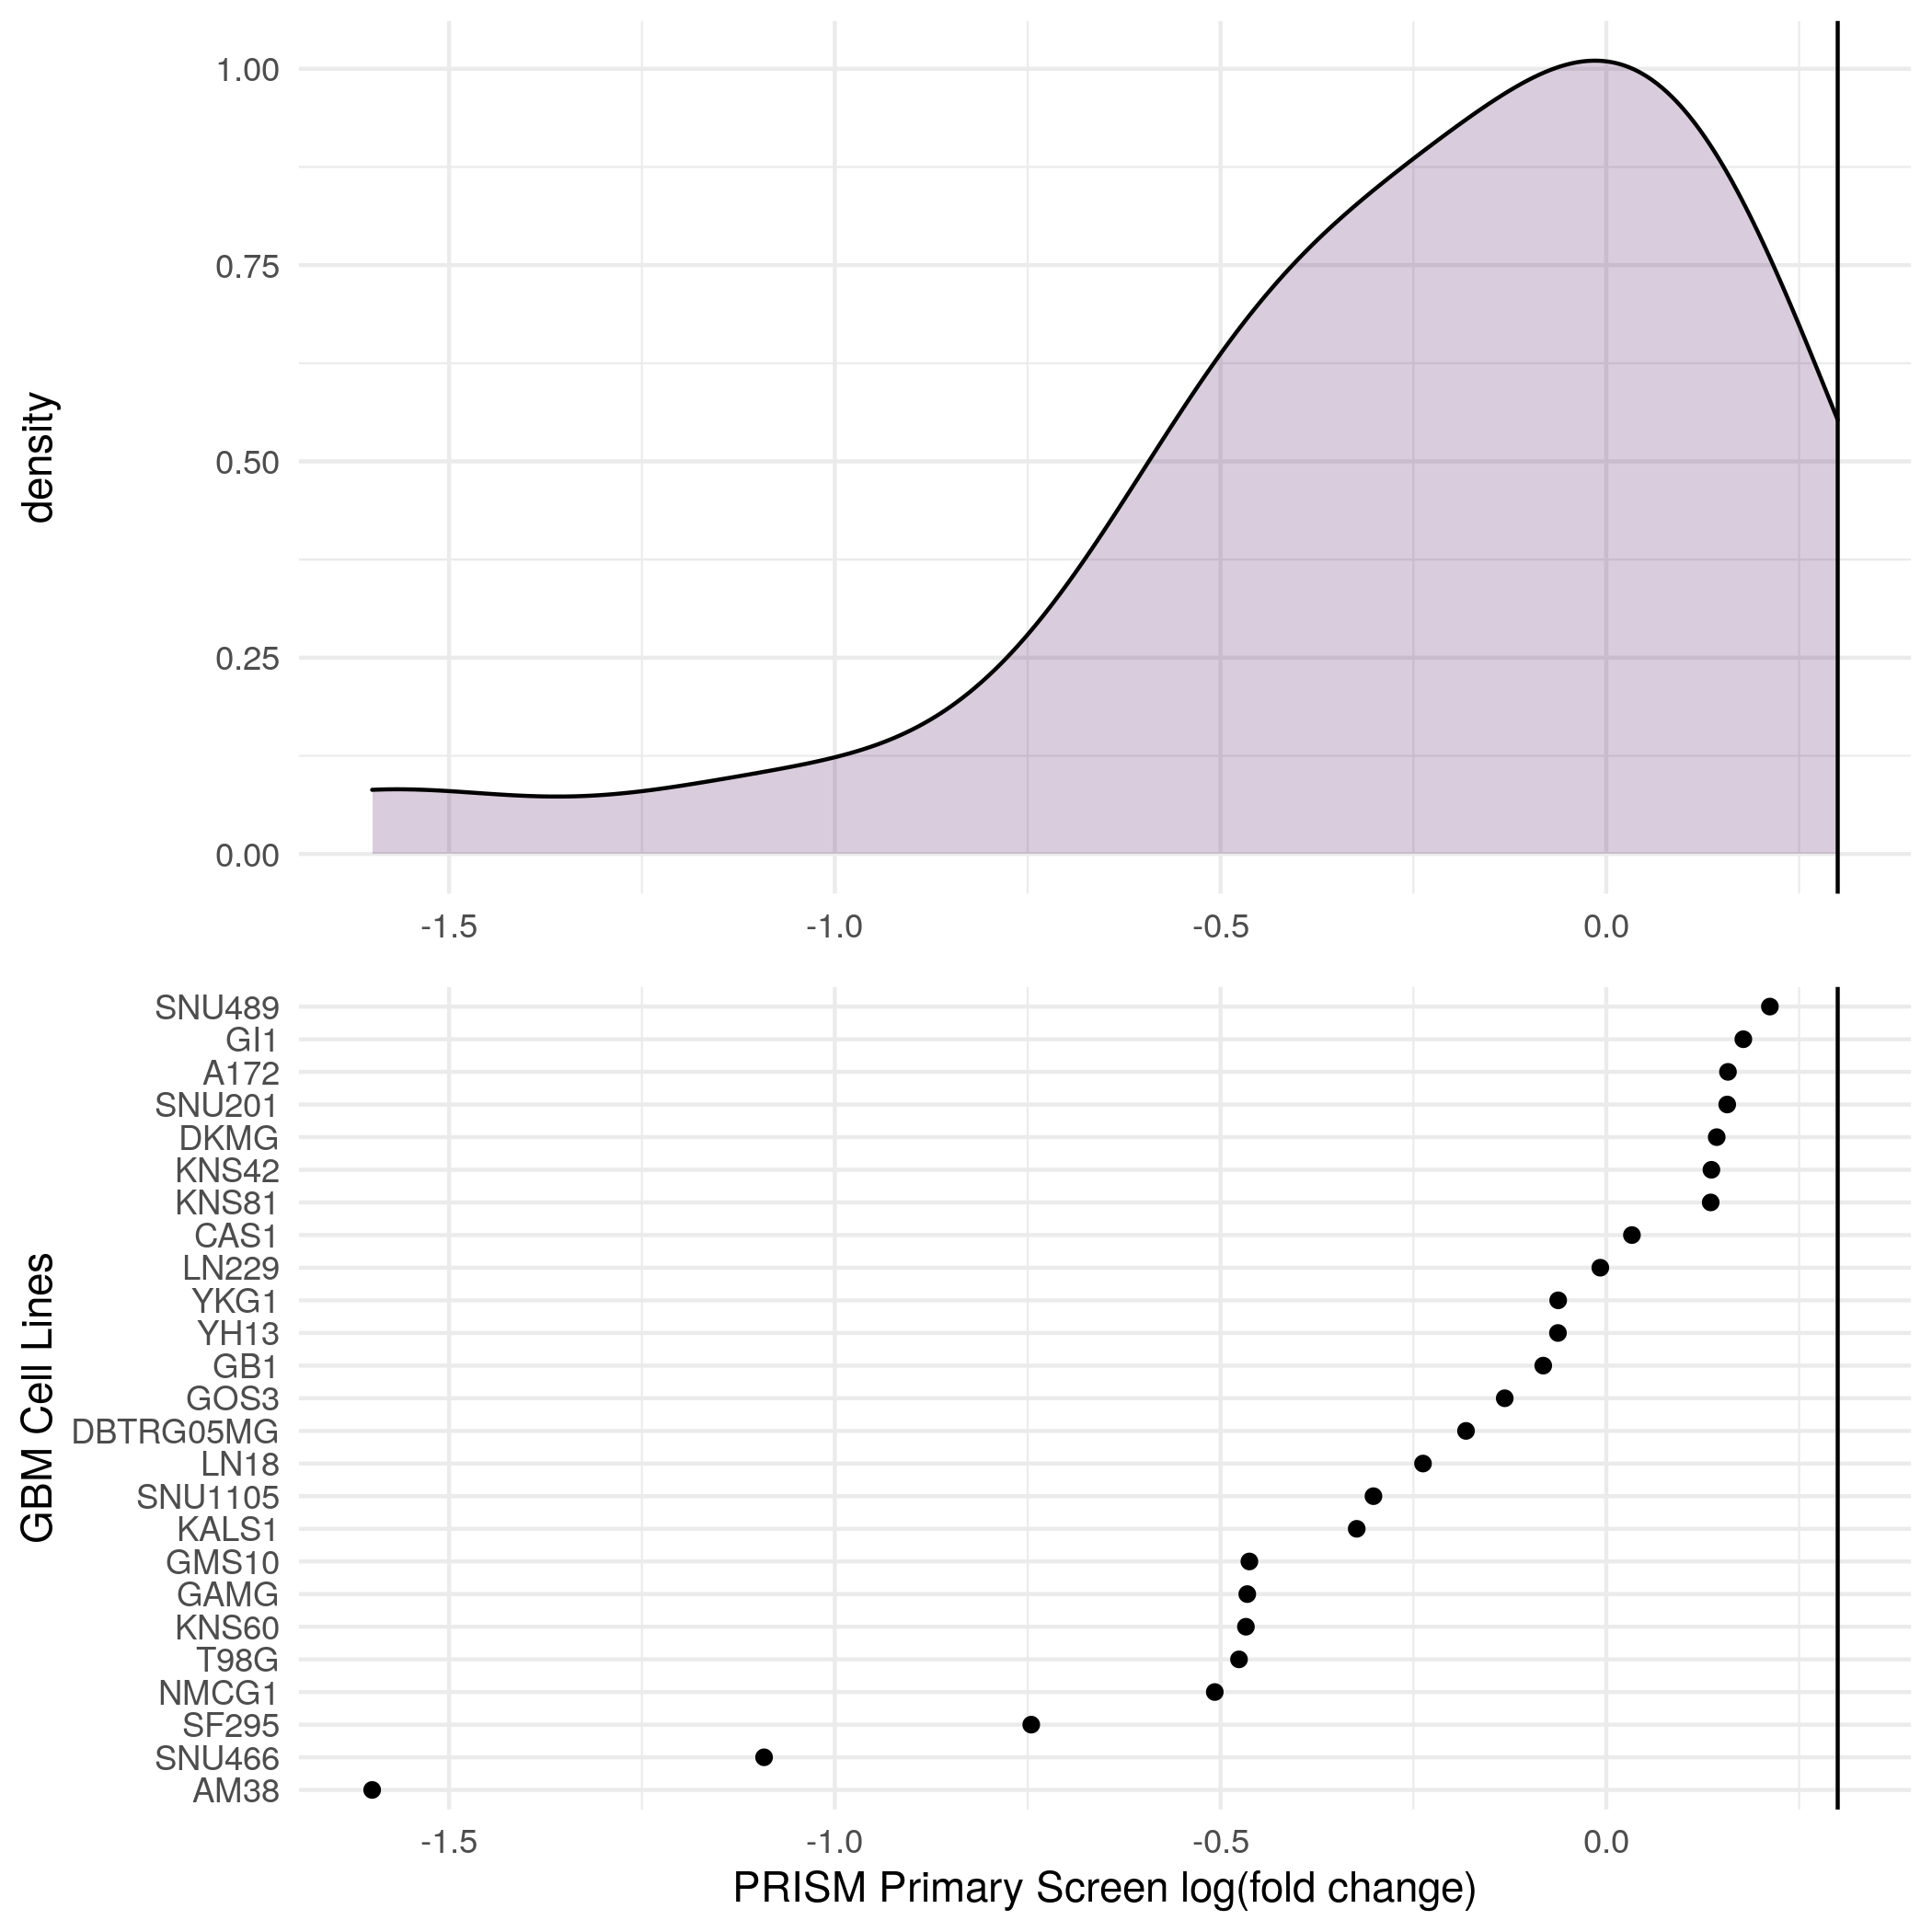 density
1.00
0.75
0.50
0.25
0.00
-1.5 -1.0 -0.5 0.0
GBM Cell Lines
SNU489
GI1
A172
SNU201
DKMG
KNS42
KNS81
CAS1
LN229
YKG1
YH13
GB1
GOS3
DBTRG05MG
LN18
SNU1105
KALS1
GMS10
GAMG
KNS60
T98G
NMCG1
SF295
SNU466
AM38
-1.5 -1.0 -0.5 0.0
PRISM Primary Screen log(fold change)